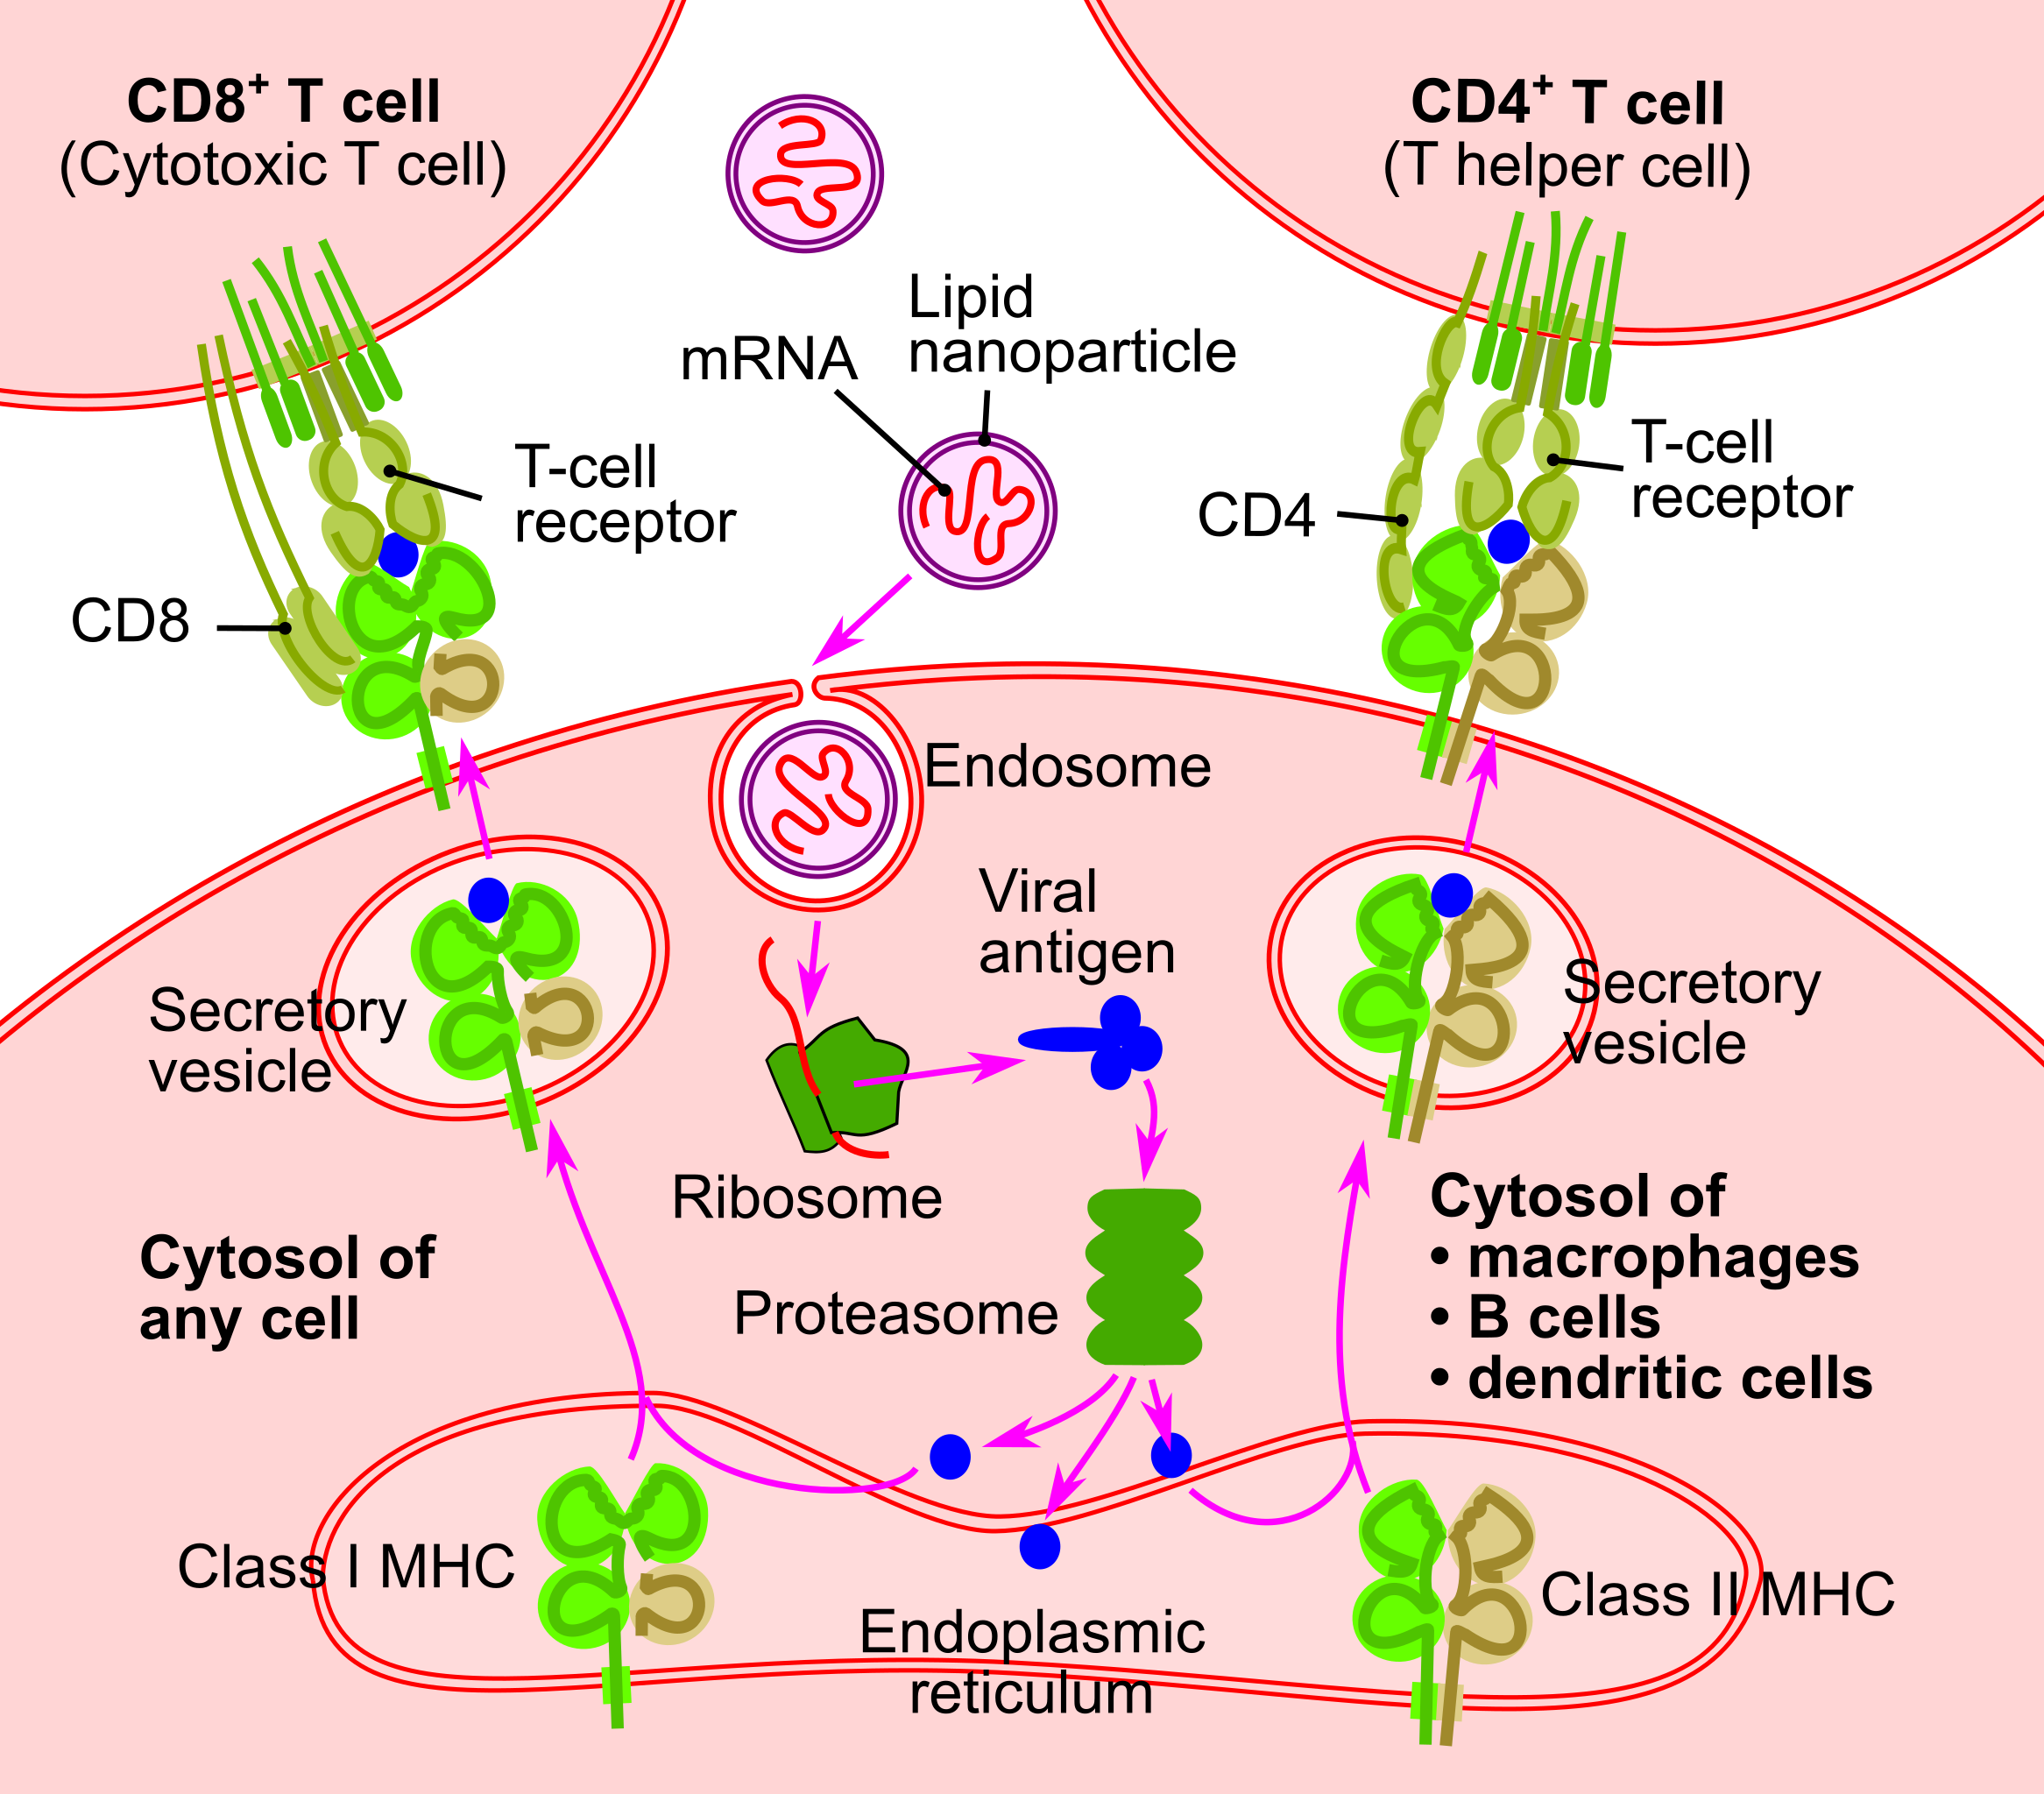 CD8+ T cell
(Cytotoxic T cell)
CD4+ T cell
(T helper cell)
Lipid
nanoparticle
mRNA
T-cell
receptor
T-cell
receptor
CD4
CD8
Endosome
Viral
antigen
Secretory
vesicle
Secretory
vesicle
Ribosome
Cytosol of
any cell
Proteasome
Cytosol of
• macrophages
• B cells
• dendritic cells
Class I MHC
Class II MHC
Endoplasmic
reticulum